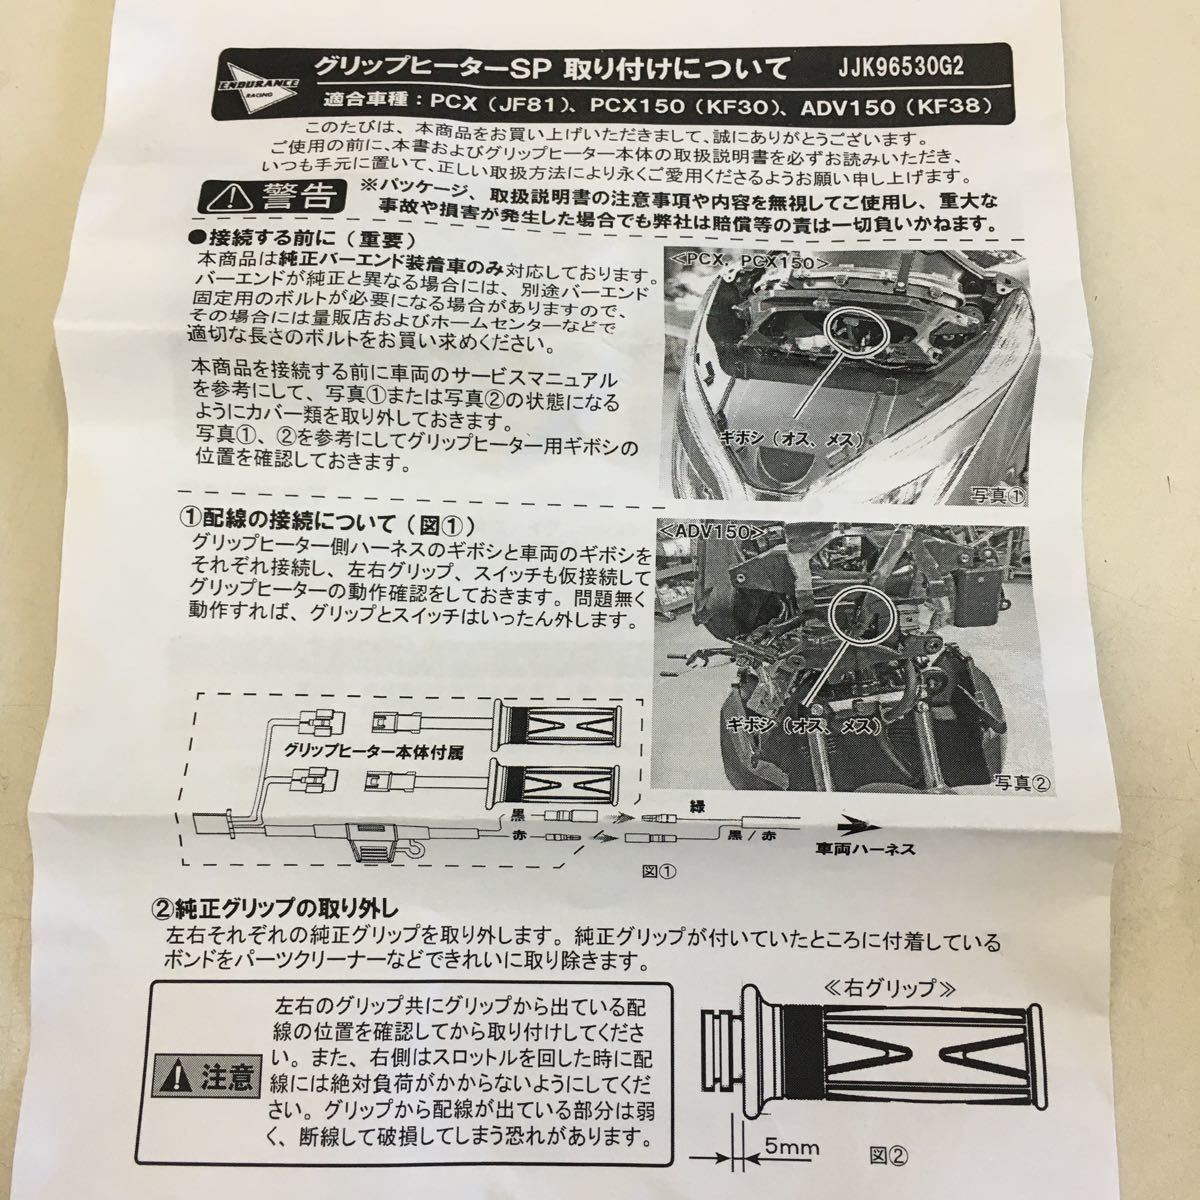 ENDURANCE
RACING
グリップヒーターSP 取り付けについて JJK96530G2
適合車種：PCX（JF81）、PCX150（KF30）、ADV150（KF38）
このたびは、本商品をお買い上げいただきまして、誠にありがとうございます。
ご使用の前に、本書およびグリップヒーター本体の取扱説明書を必ずお読みいただき、
いつも手元に置いて、正しい取扱方法により永くご愛用くださるようお願い申し上げます。
警告
※パッケージ、取扱説明書の注意事項や内容を無視してご使用し、重大な
事故や損害が発生した場合でも弊社は賠償等の責は一切負いかねます。
●接続する前に（重要）
本商品は純正バーエンド装着車のみ対応しております。
バーエンドが純正と異なる場合には、別途バーエンド
固定用のボルトが必要になる場合がありますので、
その場合には量販店およびホームセンターなどで
適切な長さのボルトをお買い求めください。
本商品を接続する前に車両のサービスマニュアル
を参考にして、写真①または写真②の状態になる
ようにカバー類を取り外しておきます。
写真①、②を参考にしてグリップヒーター用ギボシの
位置を確認しておきます。
<PCX、PCX150>
ギボシ（オス、メス）
写真①
①配線の接続について（図①）
グリップヒーター側ハーネスのギボシと車両のギボシを
それぞれ接続し、左右グリップ、スイッチも仮接続して
グリップヒーターの動作確認をしておきます。問題無く
動作すれば、グリップとスイッチはいったん外します。
<ADV150>
ギボシ（オス、メス）
写真②
グリップヒーター本体付属
黒
緑
赤
黒/赤
車両ハーネス
図①
②純正グリップの取り外し
左右それぞれの純正グリップを取り外します。純正グリップが付いていたところに付着している
ボンドをパーツクリーナーなどできれいに取り除きます。
注意
左右のグリップ共にグリップから出ている配
線の位置を確認してから取り付けしてくださ
い。また、右側はスロットルを回した時に配
線には絶対負荷がかからないようにしてくだ
さい。グリップから配線が出ている部分は弱
く、断線して破損してしまう恐れがあります。
≪右グリップ≫
5mm
図②